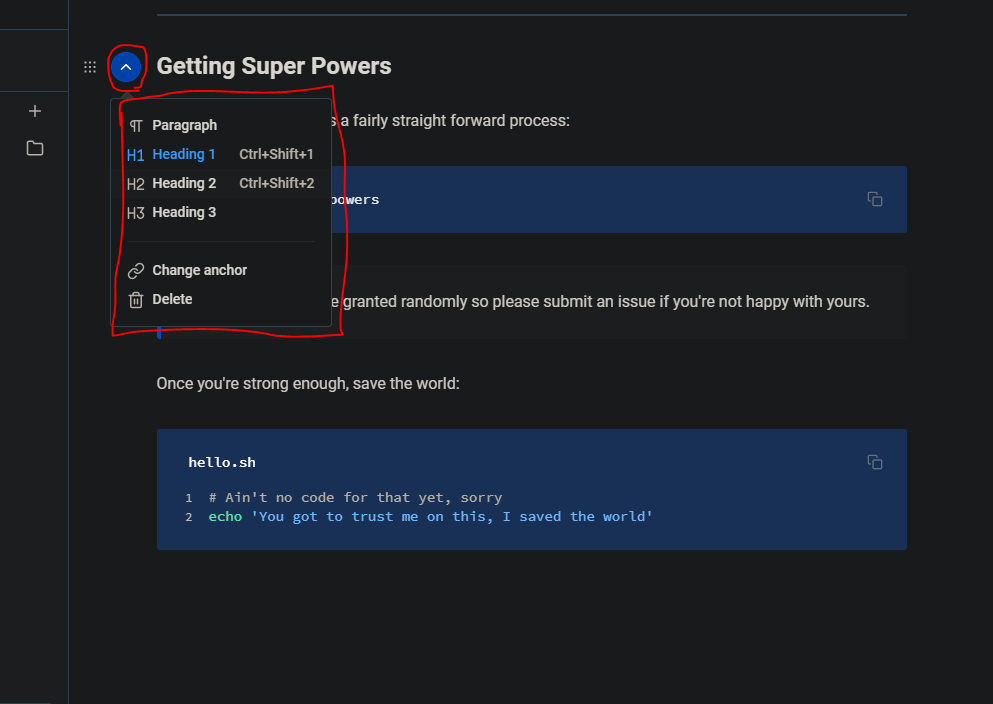 Getting Super Powers
a fairly straight forward process:
Paragraph
H1 Heading 1 Ctrl+Shift+1
H2 Heading 2 Ctrl+Shift+2
H3 Heading 3
powers
Change anchor
Delete
granted randomly so please submit an issue if you're not happy with yours.
Once you're strong enough, save the world:
hello.sh
1 # Ain't no code for that yet, sorry
2 echo 'You got to trust me on this, I saved the world'